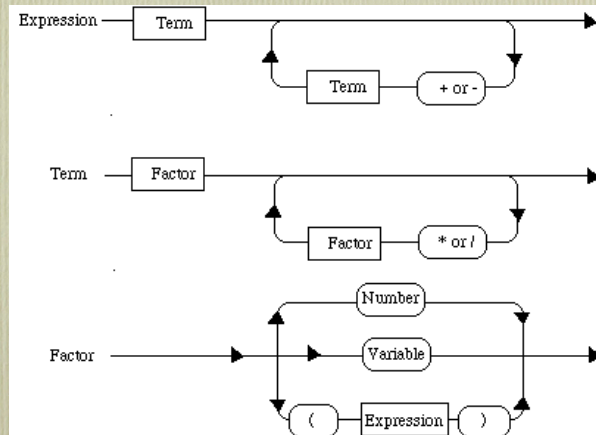 Expression Term
Term + or -
Term Factor
Factor * or /
Number
Factor Variable
( Expression )